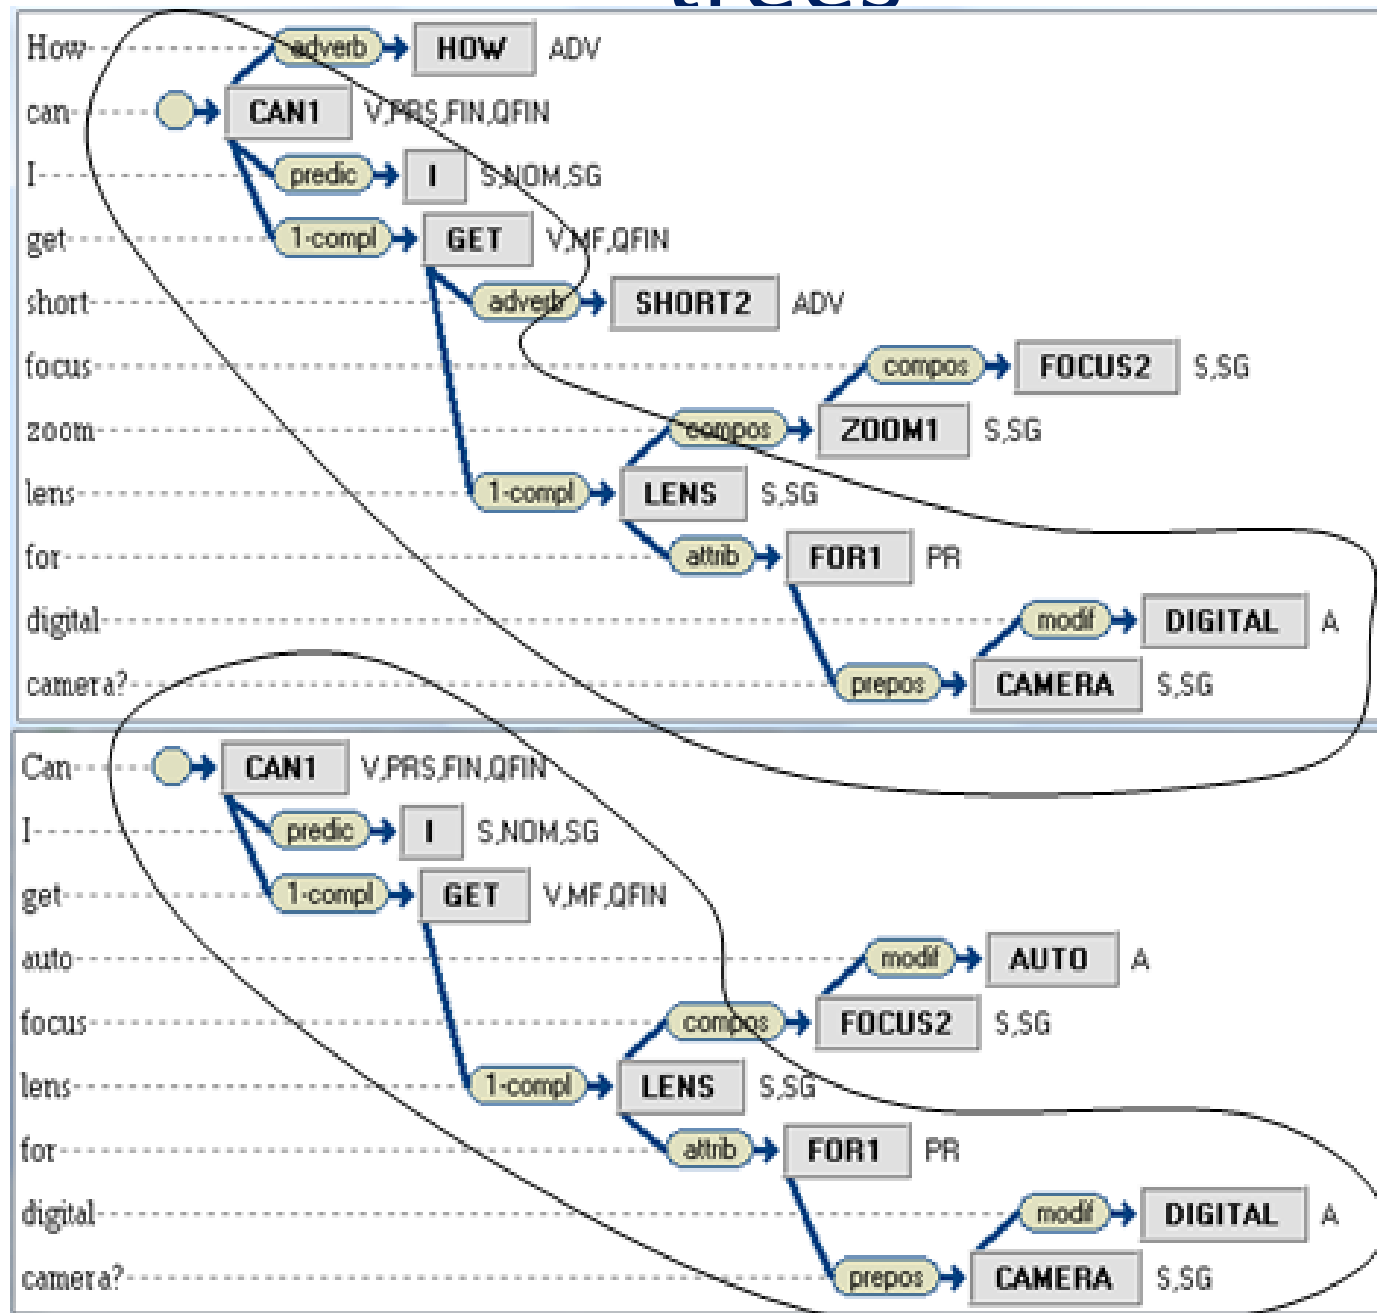 trees
How adverb HOW ADV
can CAN1 V,PRS,FIN,QFIN
I predic I S,NOM,SG
get 1-compl GET V,MF,QFIN
short adverb SHORT2 ADV
focus compos FOCUS2 S,SG
zoom compos ZOOM1 S,SG
lens 1-compl LENS S,SG
for attrib FOR1 PR
digital modif DIGITAL A
camera? prepos CAMERA S,SG
Can CAN1 V,PRS,FIN,QFIN
I predic I S,NOM,SG
get 1-compl GET V,MF,QFIN
auto modif AUTO A
focus compos FOCUS2 S,SG
lens 1-compl LENS S,SG
for attrib FOR1 PR
digital modif DIGITAL A
camera? prepos CAMERA S,SG